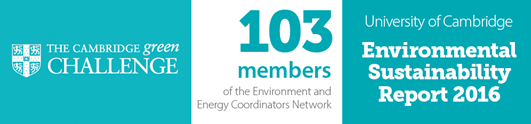 THE CAMBRIDGE green
CHALLENGE
103
members
of the Environment and
Energy Coordinators Network
University of Cambridge
Environmental
Sustainability
Report 2016